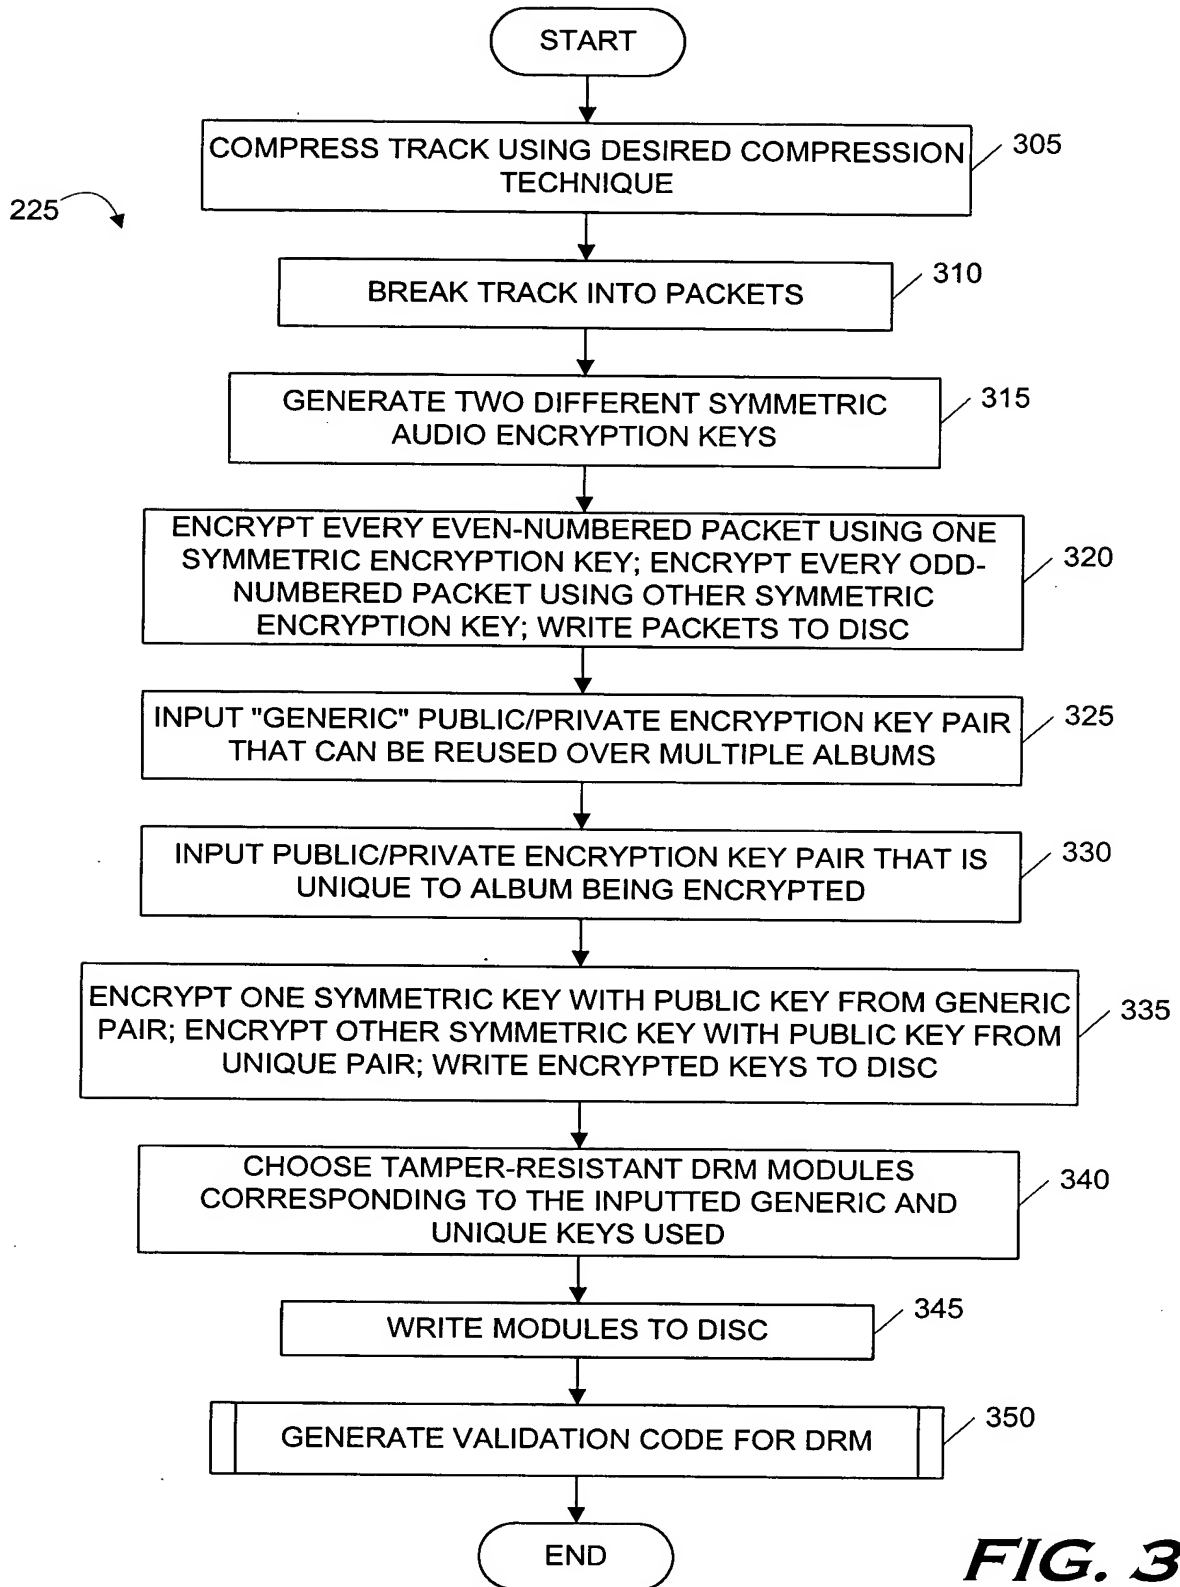 START
COMPRESS TRACK USING DESIRED COMPRESSION
TECHNIQUE
305
225
BREAK TRACK INTO PACKETS
310
GENERATE TWO DIFFERENT SYMMETRIC
AUDIO ENCRYPTION KEYS
315
ENCRYPT EVERY EVEN-NUMBERED PACKET USING ONE
SYMMETRIC ENCRYPTION KEY; ENCRYPT EVERY ODD-
NUMBERED PACKET USING OTHER SYMMETRIC
ENCRYPTION KEY; WRITE PACKETS TO DISC
320
INPUT "GENERIC" PUBLIC/PRIVATE ENCRYPTION KEY PAIR
THAT CAN BE REUSED OVER MULTIPLE ALBUMS
325
INPUT PUBLIC/PRIVATE ENCRYPTION KEY PAIR THAT IS
UNIQUE TO ALBUM BEING ENCRYPTED
330
ENCRYPT ONE SYMMETRIC KEY WITH PUBLIC KEY FROM GENERIC
PAIR; ENCRYPT OTHER SYMMETRIC KEY WITH PUBLIC KEY FROM
UNIQUE PAIR; WRITE ENCRYPTED KEYS TO DISC
335
CHOOSE TAMPER-RESISTANT DRM MODULES
CORRESPONDING TO THE INPUTTED GENERIC AND
UNIQUE KEYS USED
340
WRITE MODULES TO DISC
345
GENERATE VALIDATION CODE FOR DRM
350
END
FIG. 3